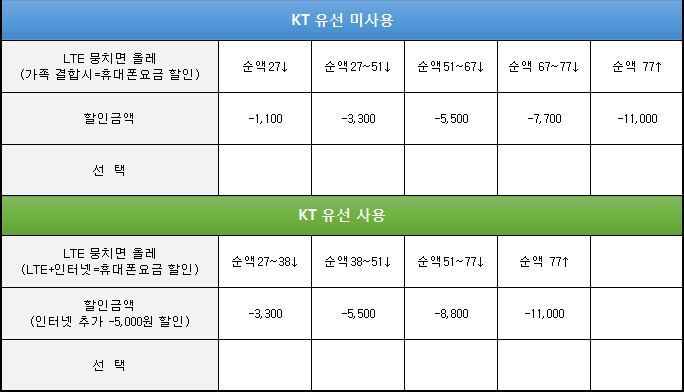 KT 유선 미사용
LTE 뭉치면 올레
(가족 결합시=휴대폰요금 할인)
순액27↓
순액27~51↓
순액51~67↓
순액 67~77↓
순액 77↑
할인금액
-1,100
-3,300
-5,500
-7,700
-11,000
선 택
KT 유선 사용
LTE 뭉치면 올레
(LTE+인터넷=휴대폰요금 할인)
순액27~38↓
순액38~51↓
순액51~77↓
순액 77↑
할인금액
(인터넷 추가 -5,000원 할인)
-3,300
-5,500
-8,800
-11,000
선 택